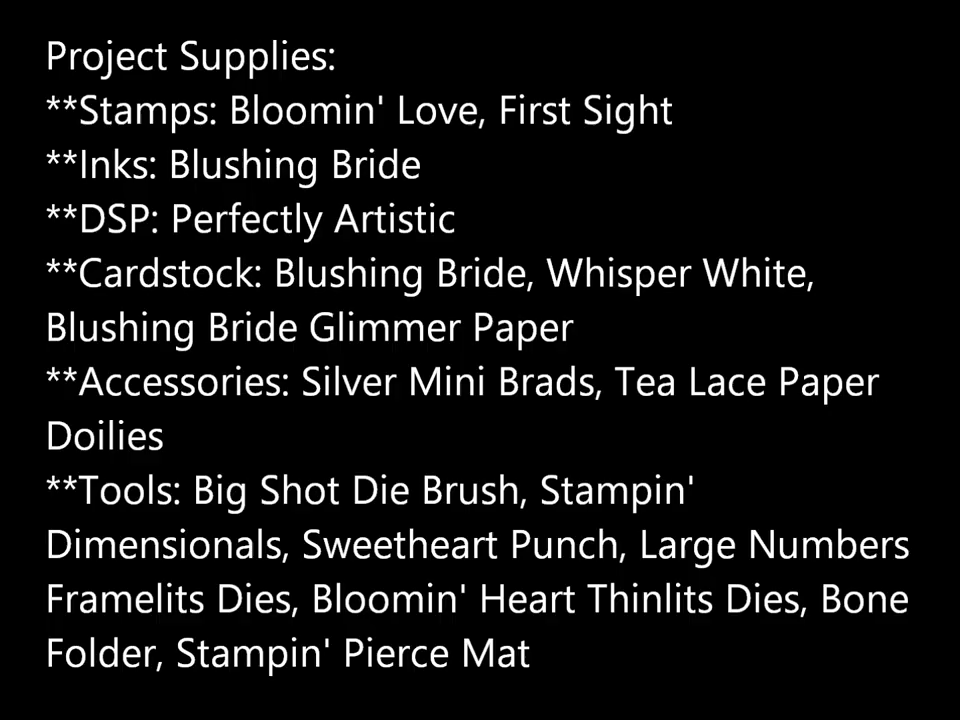 Project Supplies:
**Stamps: Bloomin' Love, First Sight
**Inks: Blushing Bride
**DSP: Perfectly Artistic
**Cardstock: Blushing Bride, Whisper White,
Blushing Bride Glimmer Paper
**Accessories: Silver Mini Brads, Tea Lace Paper
Doilies
**Tools: Big Shot Die Brush, Stampin'
Dimensionals, Sweetheart Punch, Large Numbers
Framelits Dies, Bloomin' Heart Thinlits Dies, Bone
Folder, Stampin' Pierce Mat